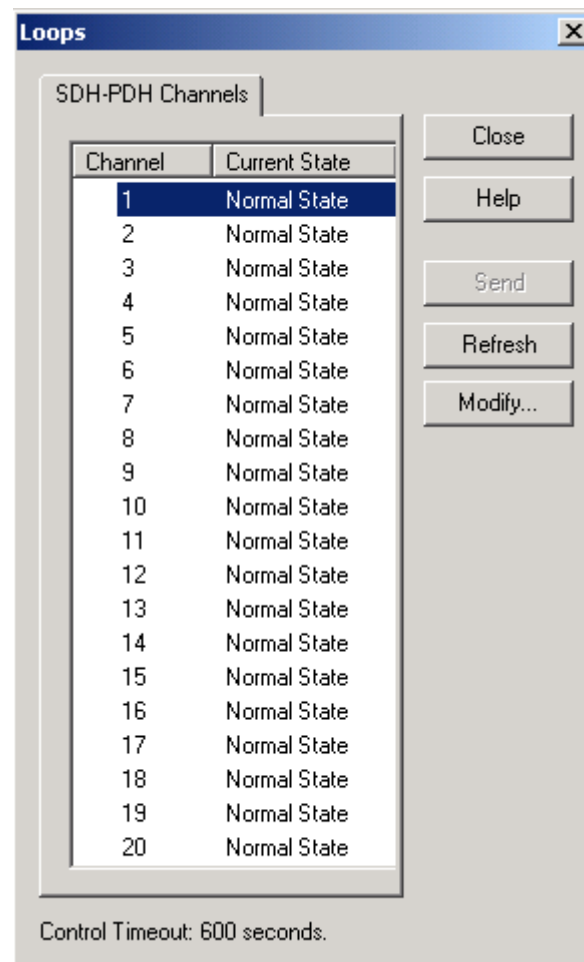 Loops
SDH-PDH Channels
Channel Current State
1 Normal State
2 Normal State
3 Normal State
4 Normal State
5 Normal State
6 Normal State
7 Normal State
8 Normal State
9 Normal State
10 Normal State
11 Normal State
12 Normal State
13 Normal State
14 Normal State
15 Normal State
16 Normal State
17 Normal State
18 Normal State
19 Normal State
20 Normal State
Close
Help
Send
Refresh
Modify...
Control Timeout: 600 seconds.